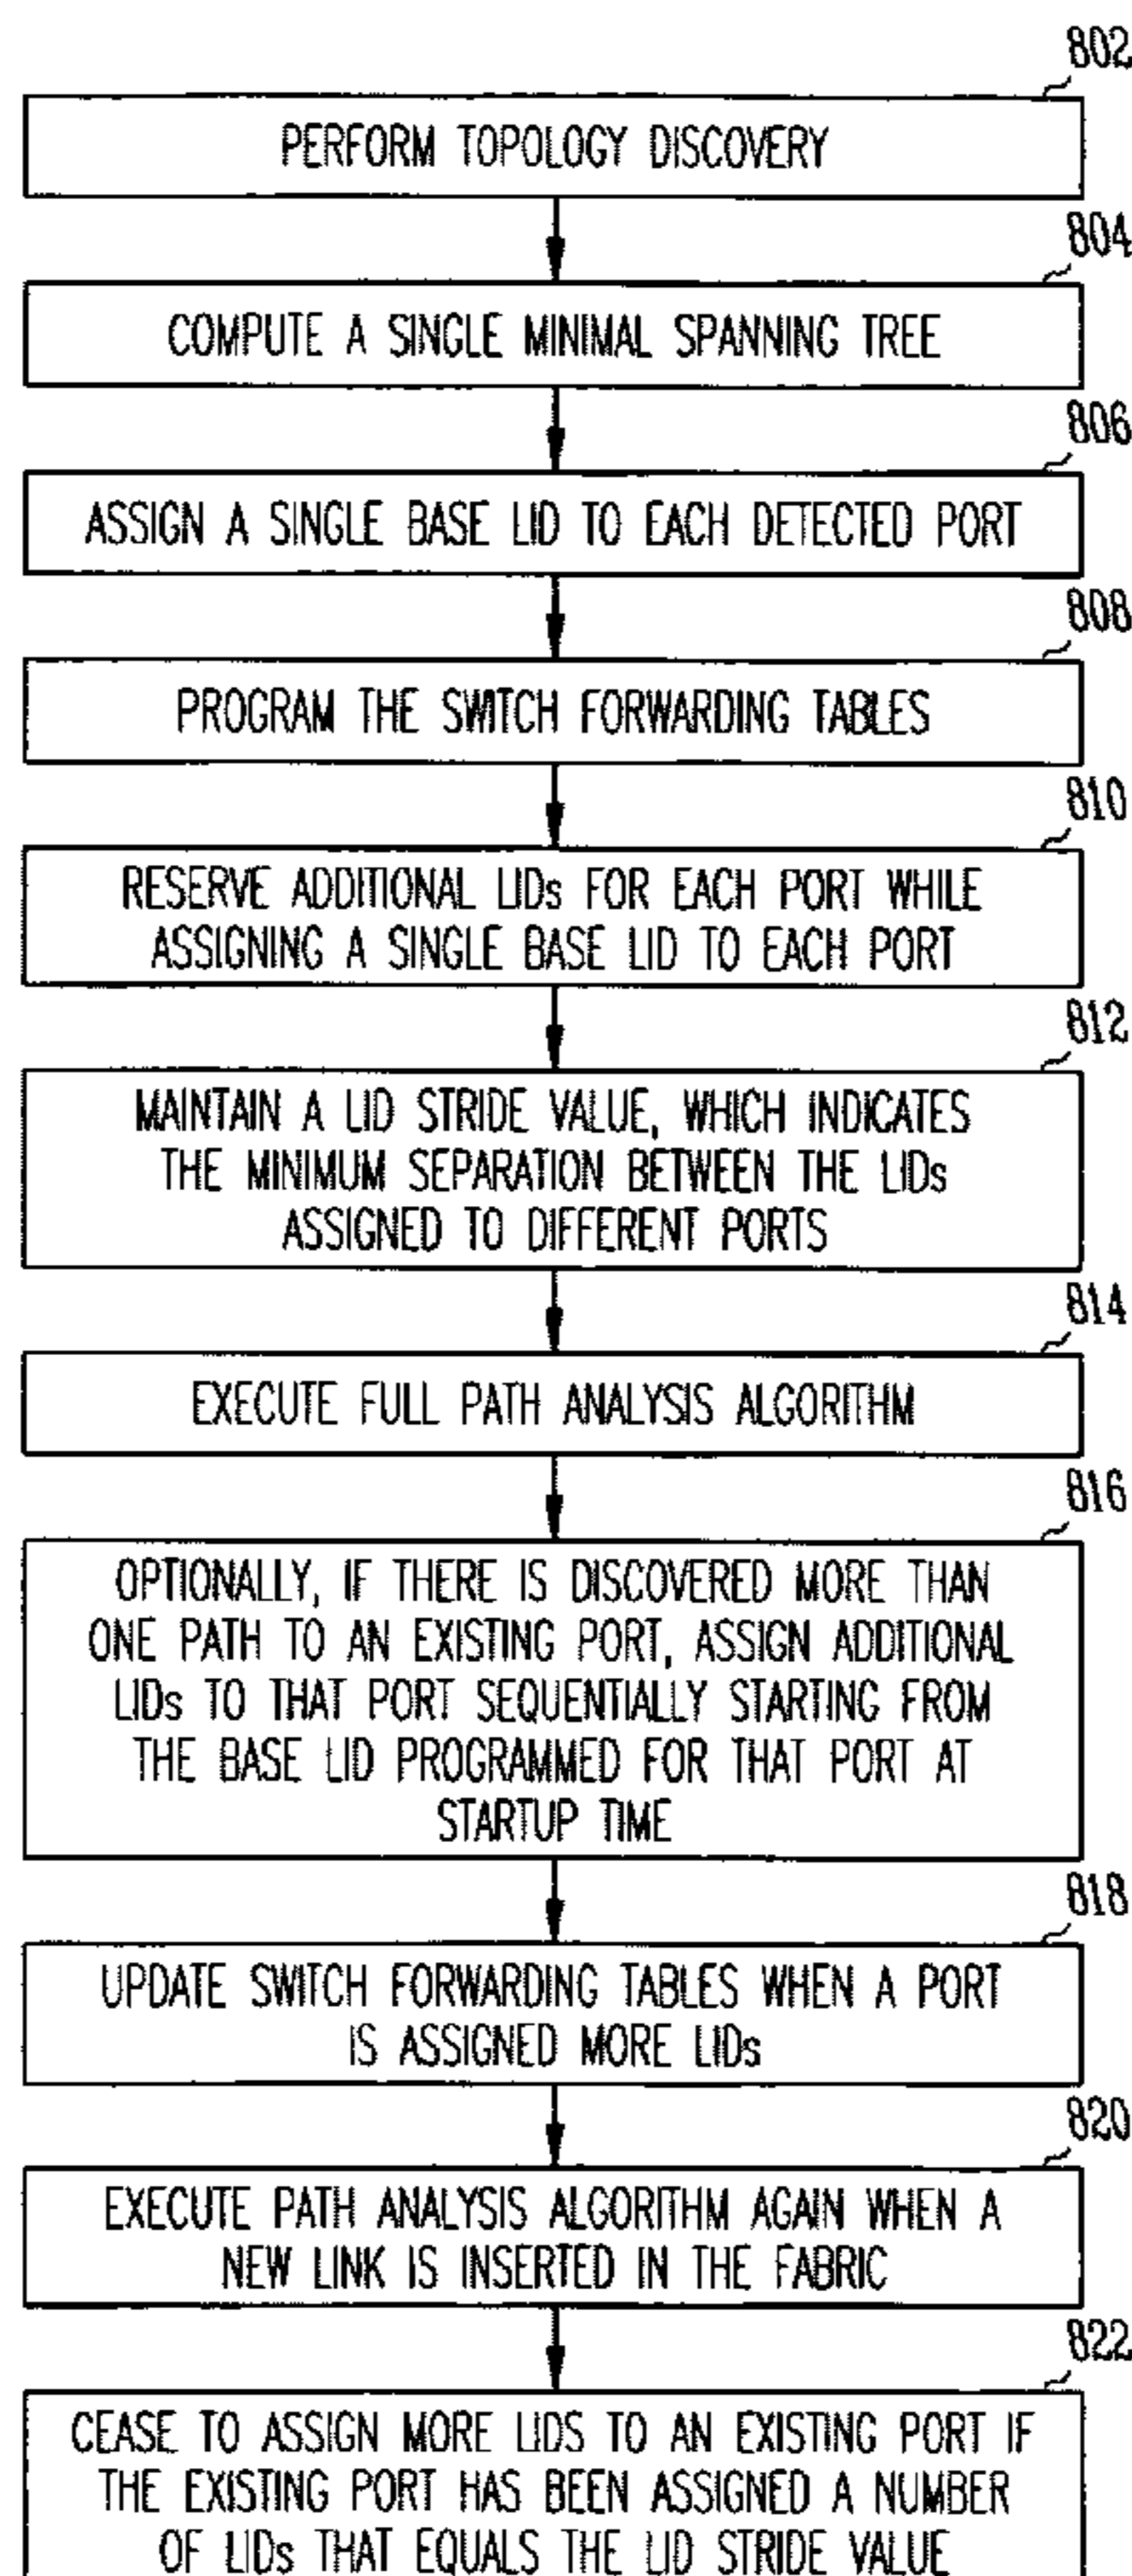 802
PERFORM TOPOLOGY DISCOVERY
804
COMPUTE A SINGLE MINIMAL SPANNING TREE
806
ASSIGN A SINGLE BASE LID TO EACH DETECTED PORT
808
PROGRAM THE SWITCH FORWARDING TABLES
810
RESERVE ADDITIONAL LIDs FOR EACH PORT WHILE
ASSIGNING A SINGLE BASE LID TO EACH PORT
812
MAINTAIN A LID STRIDE VALUE, WHICH INDICATES
THE MINIMUM SEPARATION BETWEEN THE LIDs
ASSIGNED TO DIFFERENT PORTS
814
EXECUTE FULL PATH ANALYSIS ALGORITHM
816
OPTIONALLY, IF THERE IS DISCOVERED MORE THAN
ONE PATH TO AN EXISTING PORT, ASSIGN ADDITIONAL
LIDs TO THAT PORT SEQUENTIALLY STARTING FROM
THE BASE LID PROGRAMMED FOR THAT PORT AT
STARTUP TIME
818
UPDATE SWITCH FORWARDING TABLES WHEN A PORT
IS ASSIGNED MORE LIDs
820
EXECUTE PATH ANALYSIS ALGORITHM AGAIN WHEN A
NEW LINK IS INSERTED IN THE FABRIC
822
CEASE TO ASSIGN MORE LIDS TO AN EXISTING PORT IF
THE EXISTING PORT HAS BEEN ASSIGNED A NUMBER
OF LIDs THAT EQUALS THE LID STRIDE VALUE